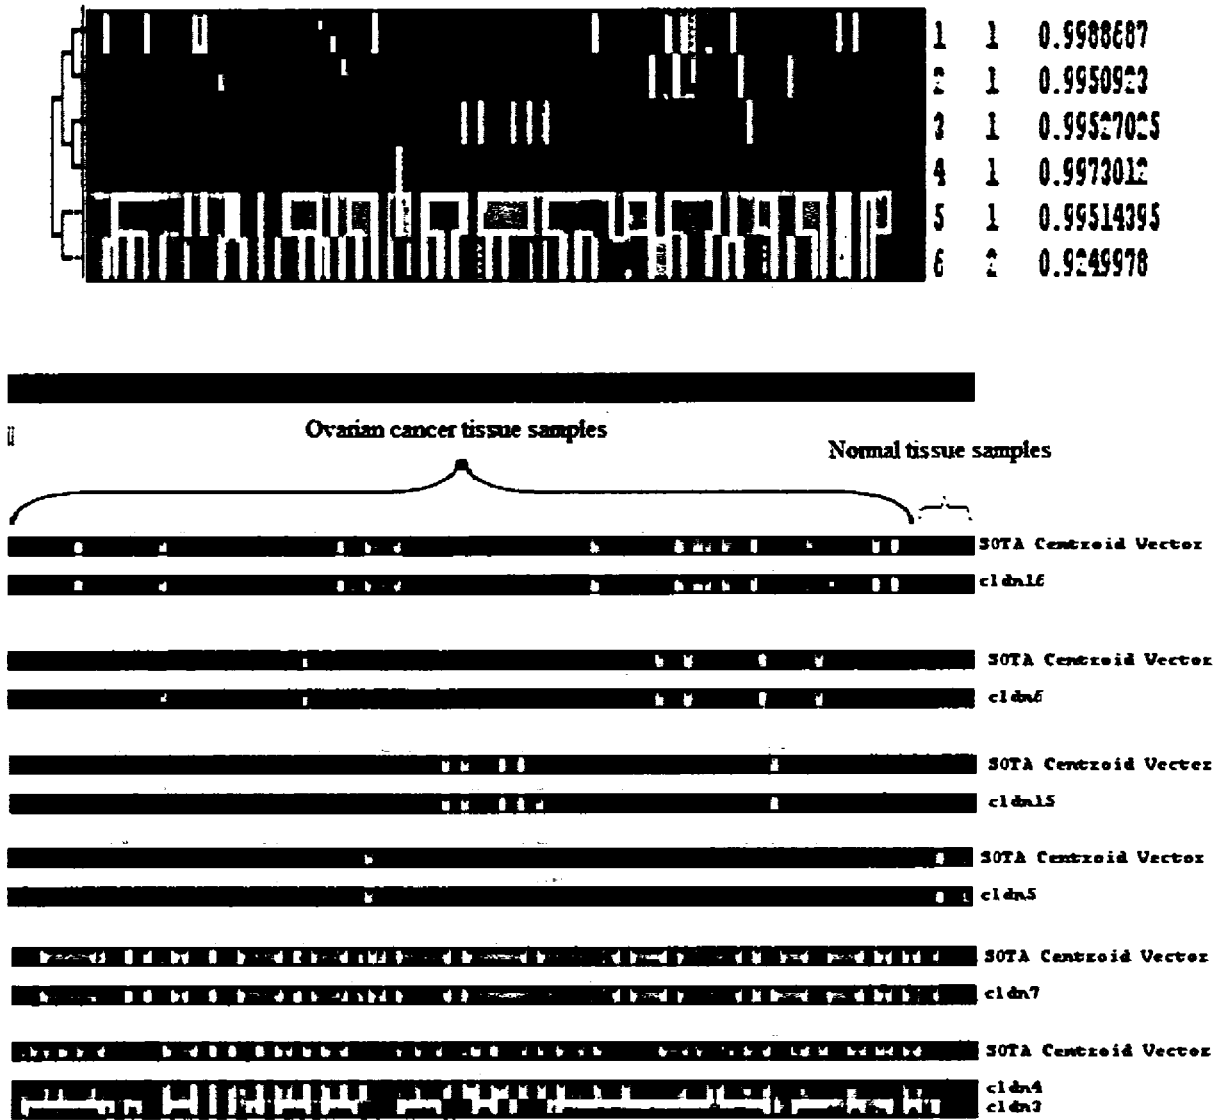 1 1 0.9988687
2 1 0.9950923
3 1 0.99527025
4 1 0.9973012
5 1 0.99514395
6 2 0.9249978
Ovarian cancer tissue samples
Normal tissue samples
SOTA Centroid Vector
cldn16
SOTA Centroid Vector
cldn6
SOTA Centroid Vector
cldn15
SOTA Centroid Vector
cldn5
SOTA Centroid Vector
cldn7
SOTA Centroid Vector
cldn4
cldn3